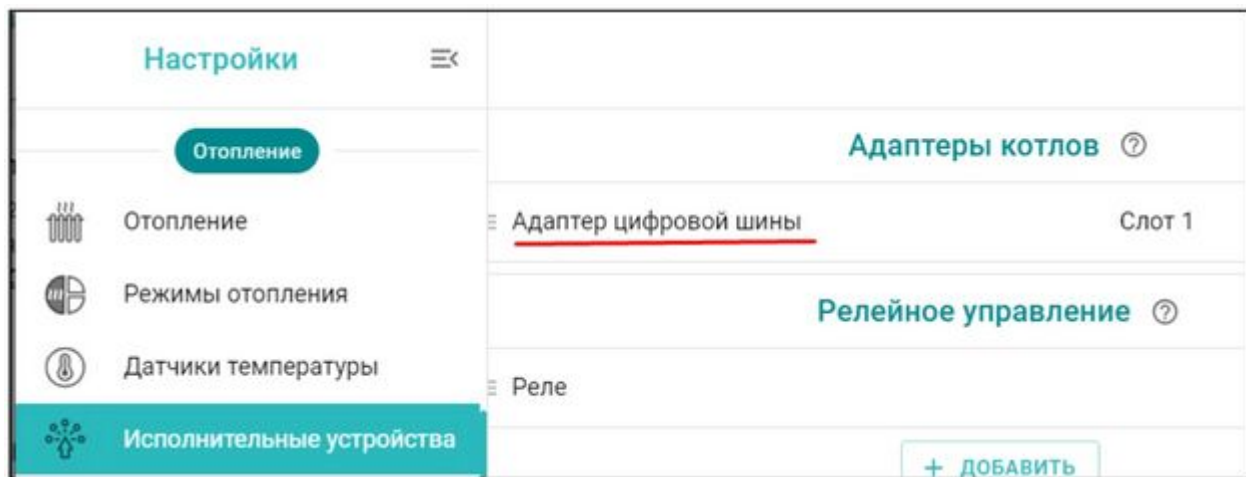 Настройки
Отопление
Отопление
Режимы отопления
Датчики температуры
Исполнительные устройства
Адаптеры котлов
Адаптер цифровой шины Слот 1
Релейное управление
Реле
+ ДОБАВИТЬ